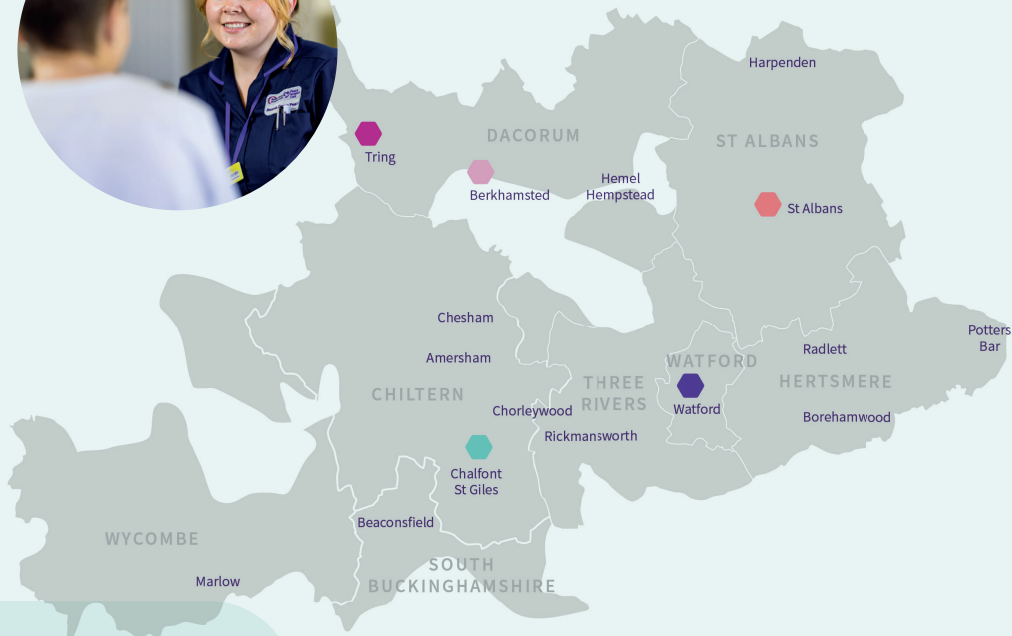 Harpenden
DACORUM
ST ALBANS
Tring
Hemel
Hempstead
Berkhamsted
St Albans
Chesham
Potters
Bar
Radlett
Amersham
WATFORD
THREE
RIVERS
HERTSMERE
CHILTERN
Chorleywood
Watford
Borehamwood
Rickmansworth
Chalfont
St Giles
Beaconsfield
WYCOMBE
SOUTH
BUCKINGHAMSHIRE
Marlow